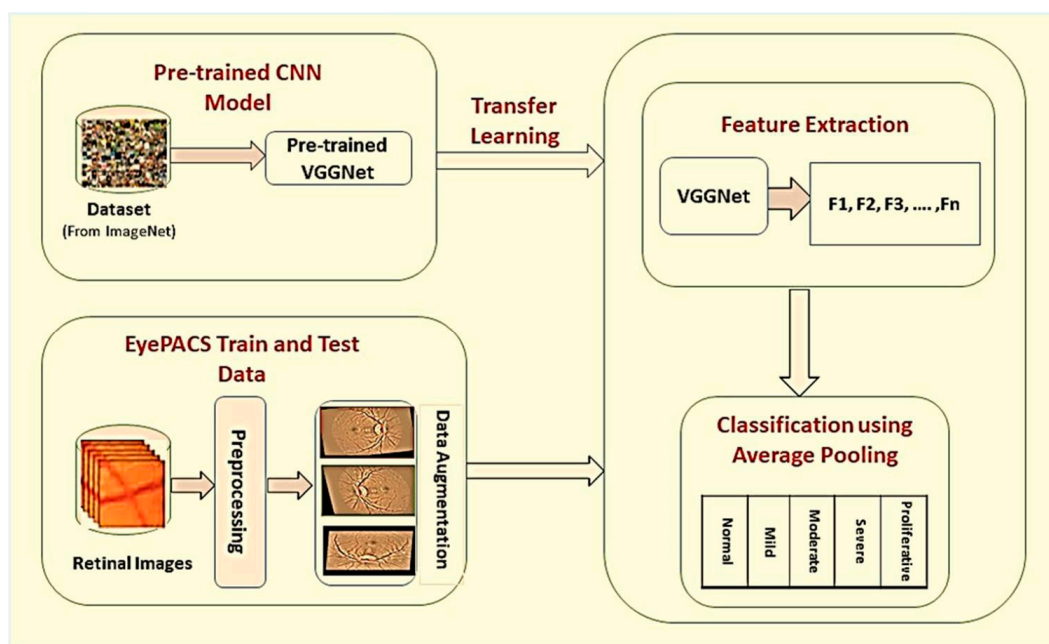 Pre-trained CNN
Model
Pre-trained
VGGNet
Dataset
(From ImageNet)
Transfer
Learning
Feature Extraction
VGGNet
F1, F2, F3, .... ,Fn
EyePACS Train and Test
Data
Retinal Images
Preprocessing
Data Augmentation
Classification using
Average Pooling
Normal
Mild
Moderate
Severe
Proliferative